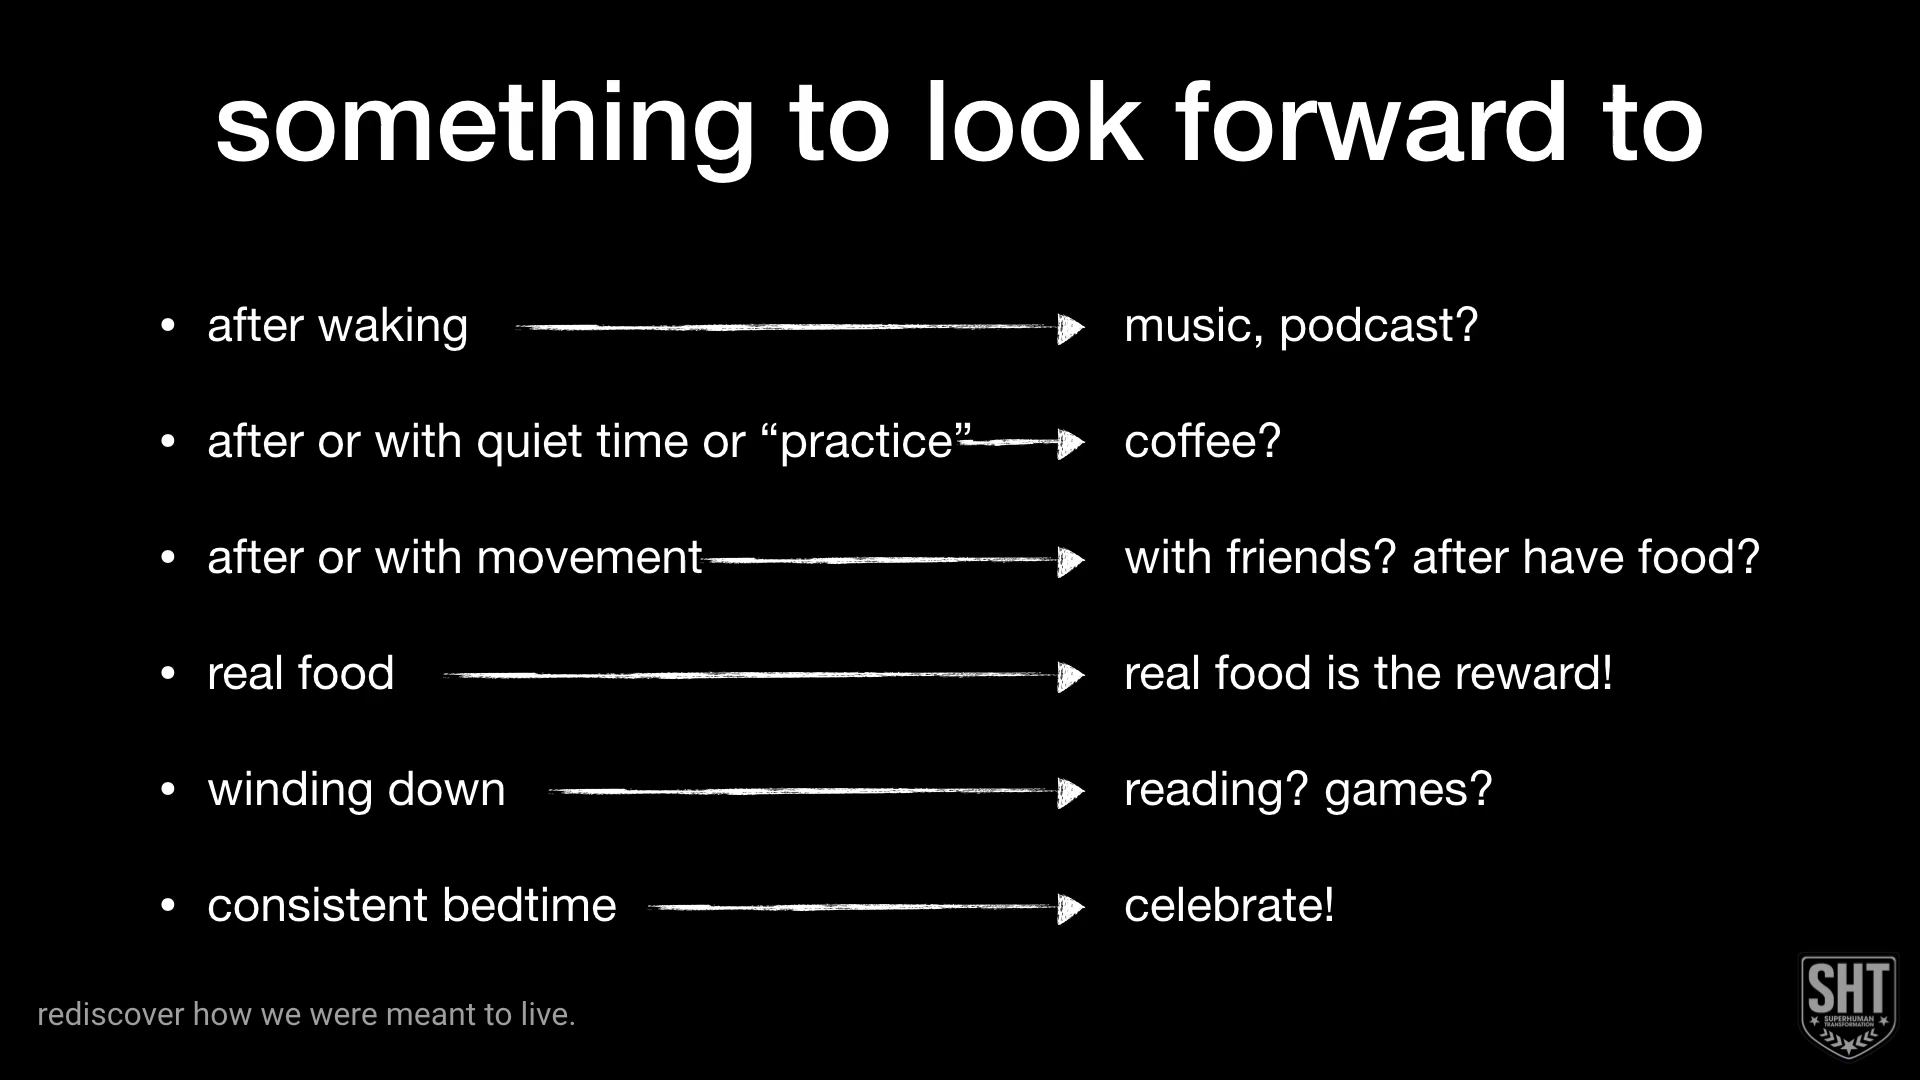 something to look forward to
• after waking music, podcast?
• after or with quiet time or “practice” coffee?
• after or with movement with friends? after have food?
• real food real food is the reward!
• winding down reading? games?
• consistent bedtime celebrate!
rediscover how we were meant to live.
SHT
SUPERHUMAN
TRANSFORMATION